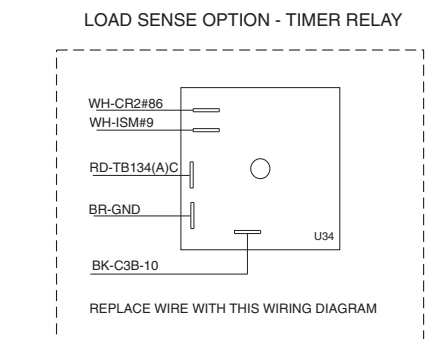 LOAD SENSE OPTION - TIMER RELAY
WH-CR2#86
WH-ISM#9
RD-TB134(A)C
BR-GND
U34
BK-C3B-10
REPLACE WIRE WITH THIS WIRING DIAGRAM